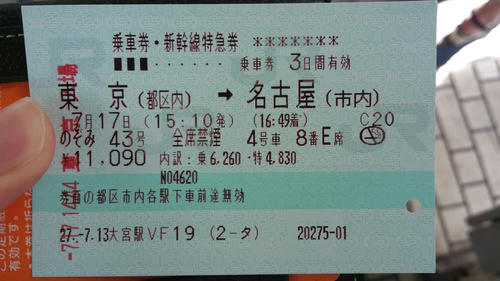 乗車券・新幹線特急券 *******
乗車券 3日間有効
東京(都区内) → 名古屋(市内)
7月17日(15:10発) (16:49着) C20
のぞみ 43号 全席禁煙 4号車 8番E席
¥11,090 内訳:乗6,260・特4,830
N04620
券面の都区市内各駅下車前途無効
27.-7.13大宮駅VF19 (2-タ) 20275-01